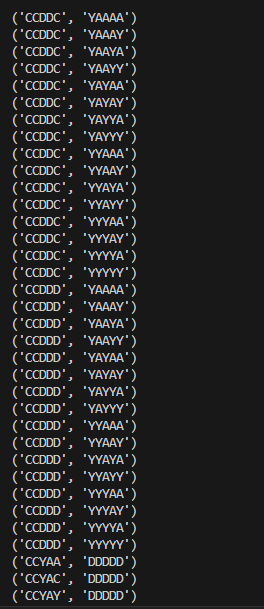 ('CCDDC', 'YAAAA')
('CCDDC', 'YAAAY')
('CCDDC', 'YAAYA')
('CCDDC', 'YAAYY')
('CCDDC', 'YAYAA')
('CCDDC', 'YAYAY')
('CCDDC', 'YAYYA')
('CCDDC', 'YAYYY')
('CCDDC', 'YYAAA')
('CCDDC', 'YYAAY')
('CCDDC', 'YYAYA')
('CCDDC', 'YYAYY')
('CCDDC', 'YYYAA')
('CCDDC', 'YYYAY')
('CCDDC', 'YYYYA')
('CCDDC', 'YYYYY')
('CCDDD', 'YAAAA')
('CCDDD', 'YAAAY')
('CCDDD', 'YAAYA')
('CCDDD', 'YAAYY')
('CCDDD', 'YAYAA')
('CCDDD', 'YAYAY')
('CCDDD', 'YAYYA')
('CCDDD', 'YAYYY')
('CCDDD', 'YYAAA')
('CCDDD', 'YYAAY')
('CCDDD', 'YYAYA')
('CCDDD', 'YYAYY')
('CCDDD', 'YYYAA')
('CCDDD', 'YYYAY')
('CCDDD', 'YYYYA')
('CCDDD', 'YYYYY')
('CCYAA', 'DDDDD')
('CCYAC', 'DDDDD')
('CCYAY', 'DDDDD')